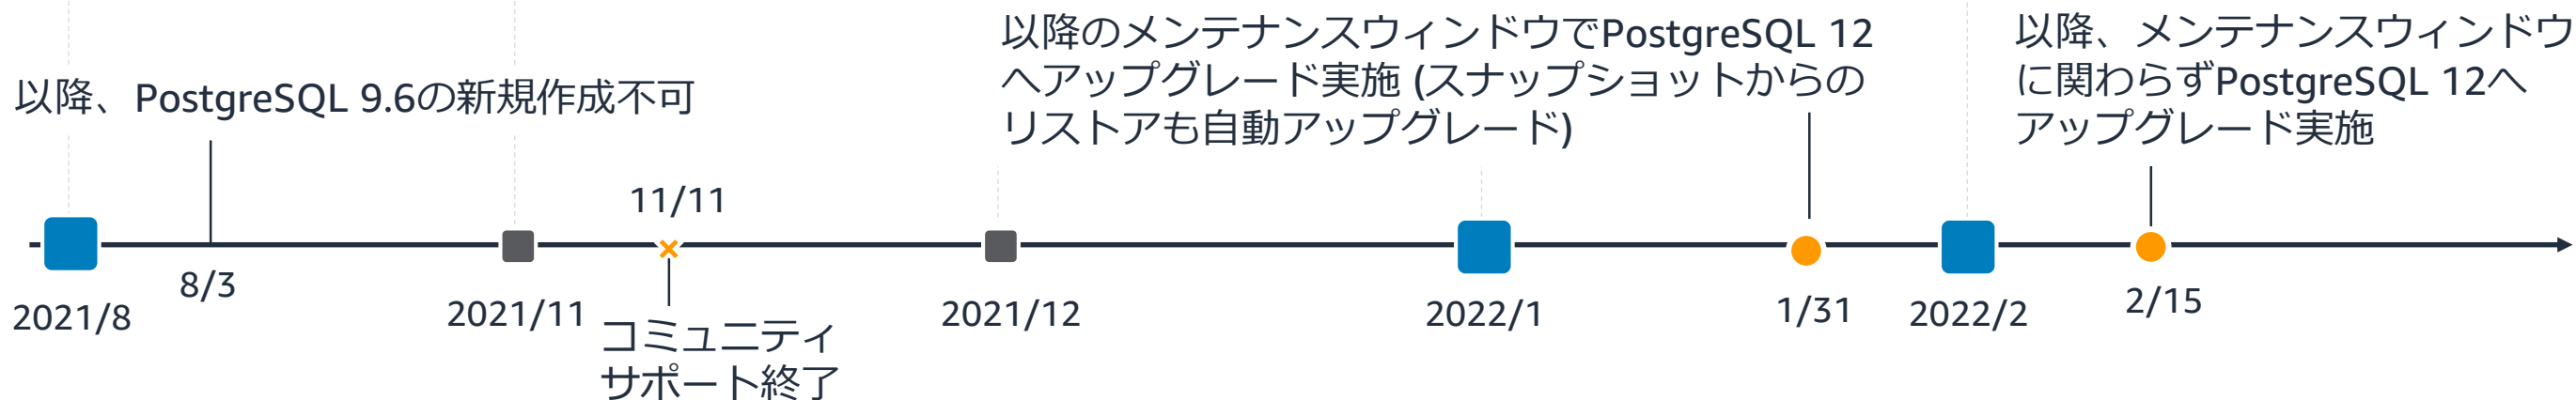 以降、PostgreSQL 9.6の新規作成不可
以降のメンテナンスウィンドウでPostgreSQL 12
へアップグレード実施 (スナップショットからの
リストアも自動アップグレード)
以降、メンテナンスウィンドウ
に関わらずPostgreSQL 12へ
アップグレード実施
11/11
2021/8
8/3
2021/11
コミュニティ
サポート終了
2021/12
2022/1
1/31
2022/2
2/15